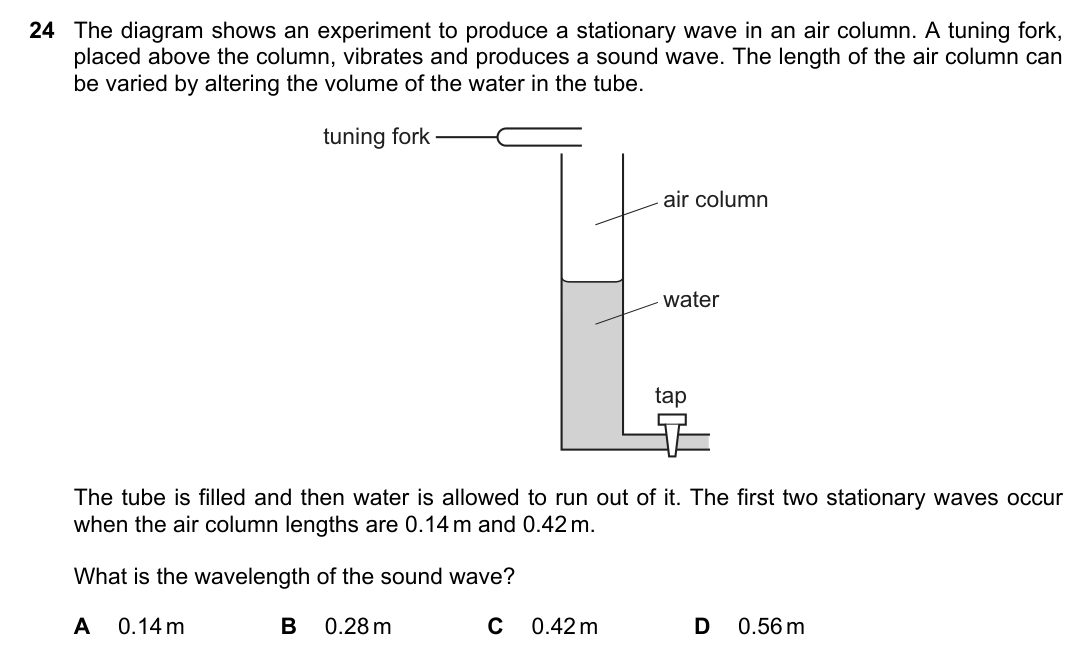 24 The diagram shows an experiment to produce a stationary wave in an air column. A tuning fork,
placed above the column, vibrates and produces a sound wave. The length of the air column can
be varied by altering the volume of the water in the tube.
tuning fork
air column
water
tap
The tube is filled and then water is allowed to run out of it. The first two stationary waves occur
when the air column lengths are 0.14 m and 0.42 m.
What is the wavelength of the sound wave?
A 0.14 m B 0.28 m C 0.42 m D 0.56 m